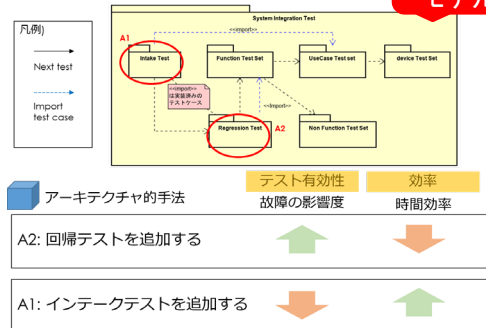 モデル
System Integration Test
凡例)
Next test
Import
test case
A1
<<import>>
Intake Test
Function Test Set
UseCase Test set
device Test Set
<<import>>
は実装済みの
テストケース
<<Import>>
Regression Test
A2
Non Function Test Set
テスト有効性
効率
アーキテクチャ的手法
故障の影響度
時間効率
A2: 回帰テストを追加する
A1: インテークテストを追加する